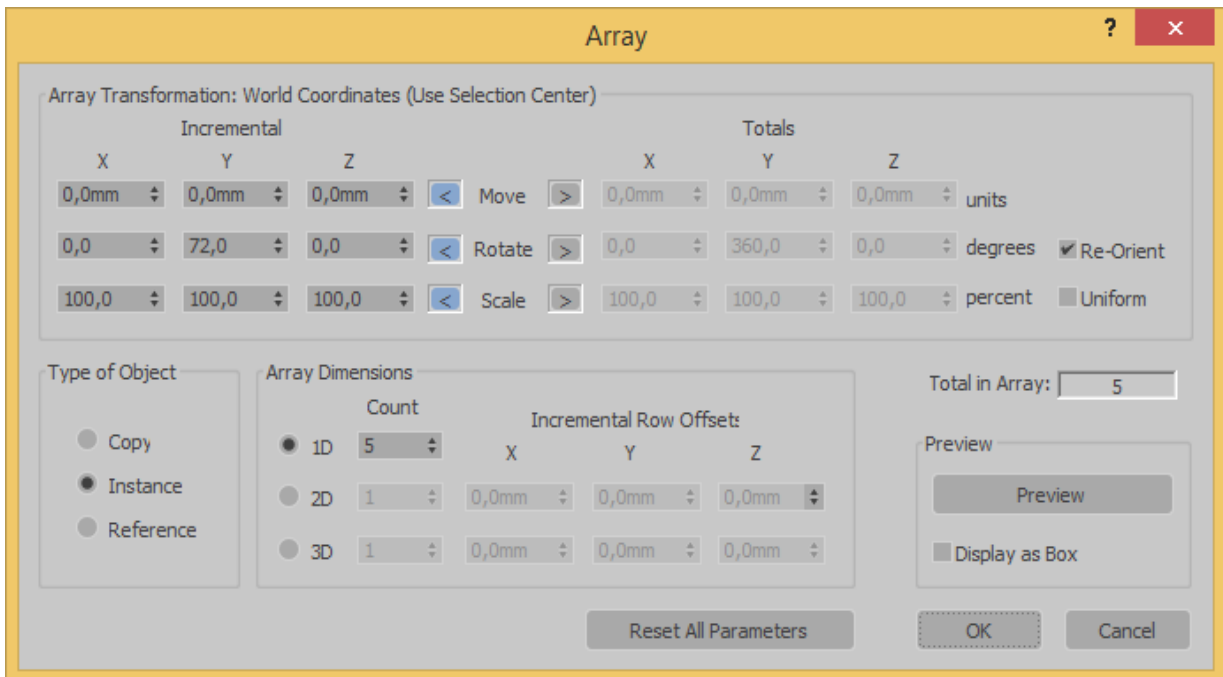 Array
?
Array Transformation: World Coordinates (Use Selection Center)
Incremental Totals
X Y Z X Y Z
0,0mm 0,0mm 0,0mm < Move > 0,0mm 0,0mm 0,0mm units
0,0 72,0 0,0 < Rotate > 0,0 360,0 0,0 degrees Re-Orient
100,0 100,0 100,0 < Scale > 100,0 100,0 100,0 percent Uniform
Type of Object
Copy
Instance
Reference
Array Dimensions
Count
Incremental Row Offsets
1D 5 X Y Z
2D 1 0,0mm 0,0mm 0,0mm
3D 1 0,0mm 0,0mm 0,0mm
Total in Array: 5
Preview
Preview
Display as Box
Reset All Parameters OK Cancel